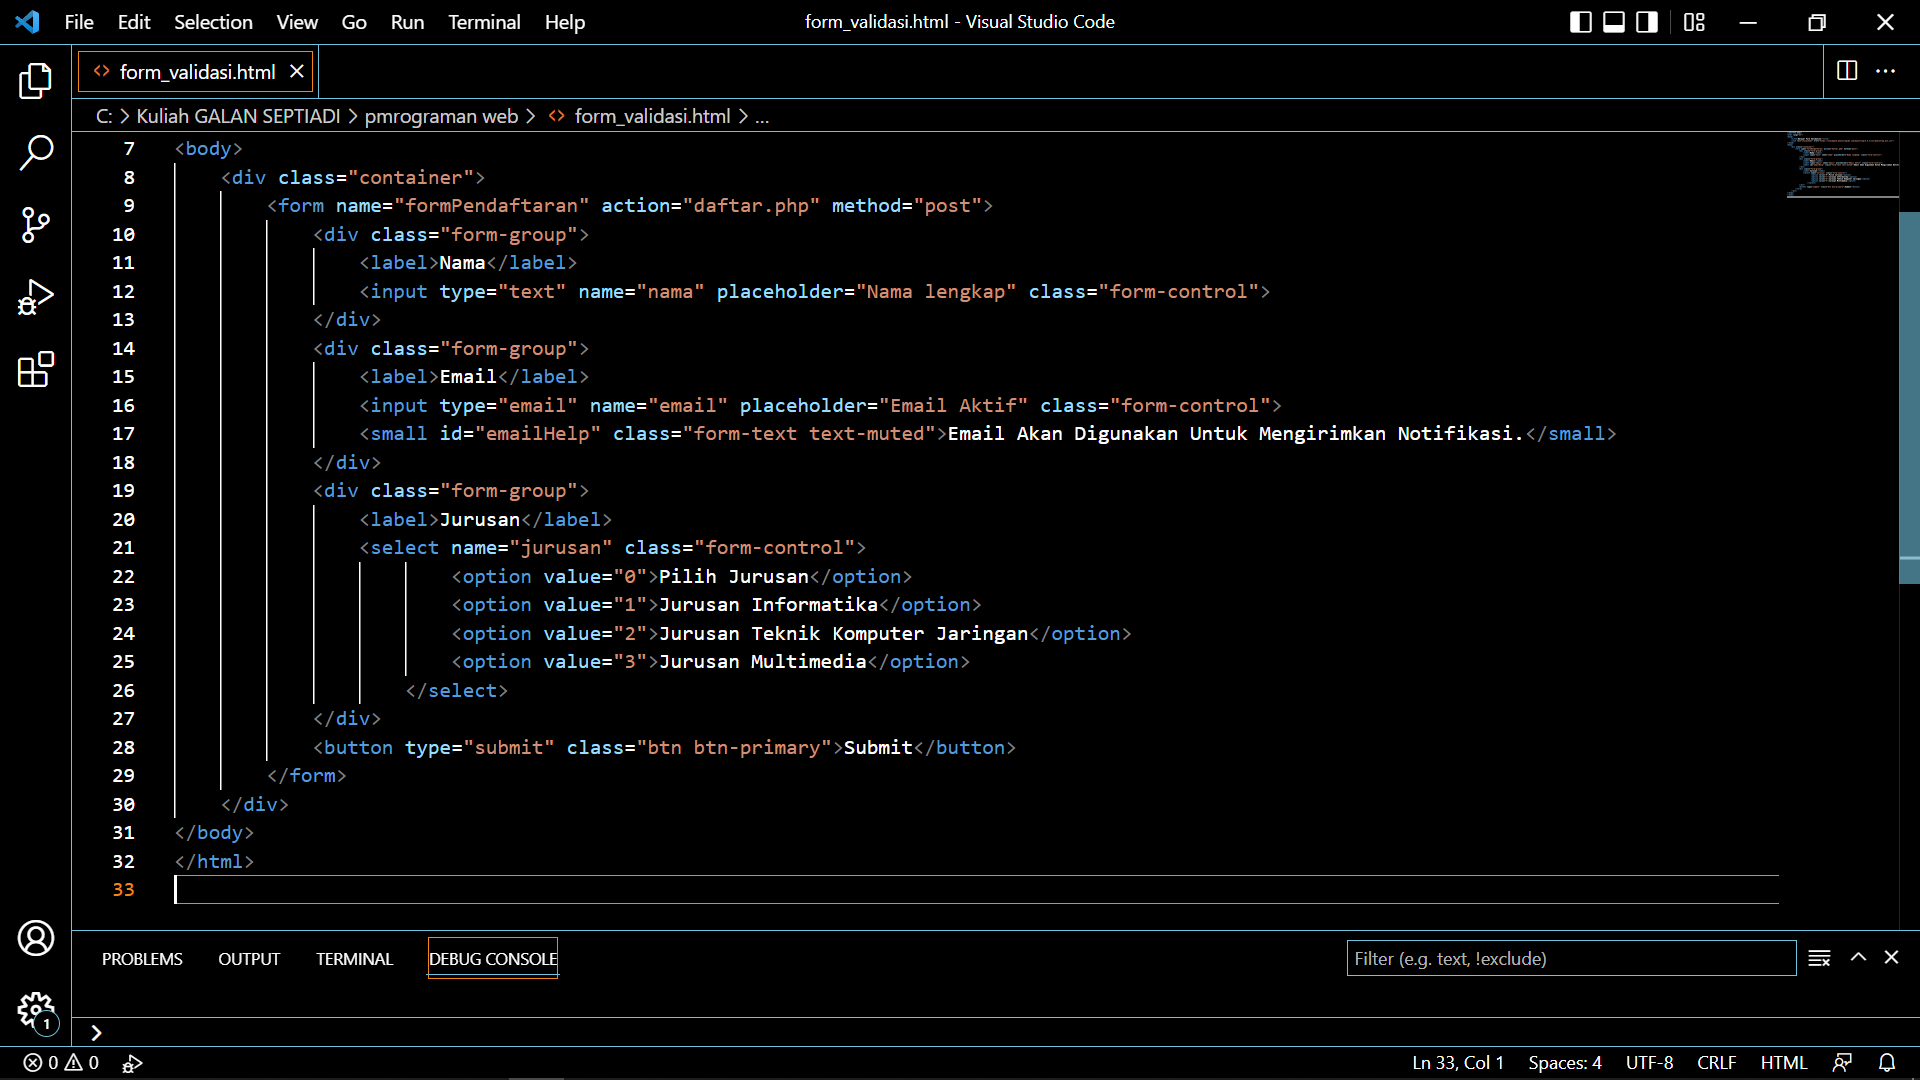 File Edit Selection View Go Run Terminal Help form_validasi.html - Visual Studio Code
form_validasi.html
C: > Kuliah GALAN SEPTIADI > pmrograman web > <> form_validasi.html > ...
7 <body>
8 <div class="container">
9 <form name="formPendaftaran" action="daftar.php" method="post">
10 <div class="form-group">
11 <label>Nama</label>
12 <input type="text" name="nama" placeholder="Nama lengkap" class="form-control">
13 </div>
14 <div class="form-group">
15 <label>Email</label>
16 <input type="email" name="email" placeholder="Email Aktif" class="form-control">
17 <small id="emailHelp" class="form-text text-muted">Email Akan Digunakan Untuk Mengirimkan Notifikasi.</small>
18 </div>
19 <div class="form-group">
20 <label>Jurusan</label>
21 <select name="jurusan" class="form-control">
22 <option value="0">Pilih Jurusan</option>
23 <option value="1">Jurusan Informatika</option>
24 <option value="2">Jurusan Teknik Komputer Jaringan</option>
25 <option value="3">Jurusan Multimedia</option>
26 </select>
27 </div>
28 <button type="submit" class="btn btn-primary">Submit</button>
29 </form>
30 </div>
31 </body>
32 </html>
33
PROBLEMS OUTPUT TERMINAL DEBUG CONSOLE Filter (e.g. text, !exclude)
1
0 0 Ln 33, Col 1 Spaces: 4 UTF-8 CRLF HTML